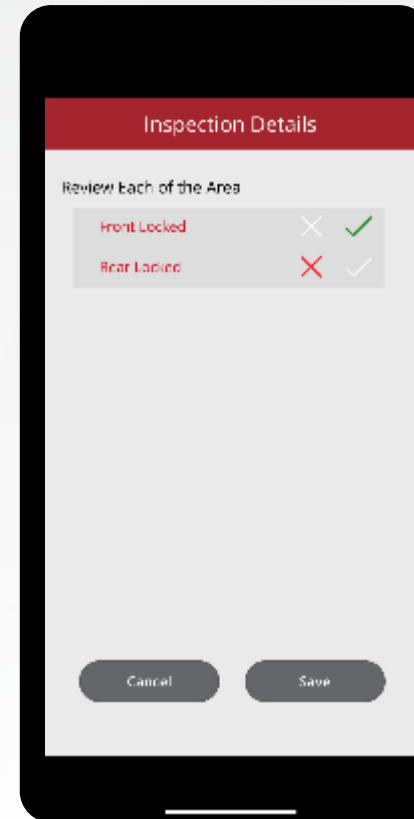 Inspection Details
Review Each of the Area
Front Locked
Rear Locked
Cancel
Save